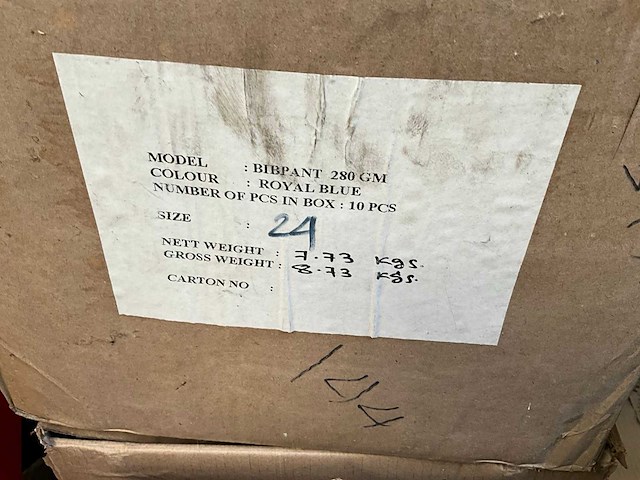 MODEL : BIBPANT 280 GM
COLOUR : ROYAL BLUE
NUMBER OF PCS IN BOX : 10 PCS
SIZE : 24
NETT WEIGHT : 7.73 kgs.
GROSS WEIGHT : 8.73 kgs.
CARTON NO :